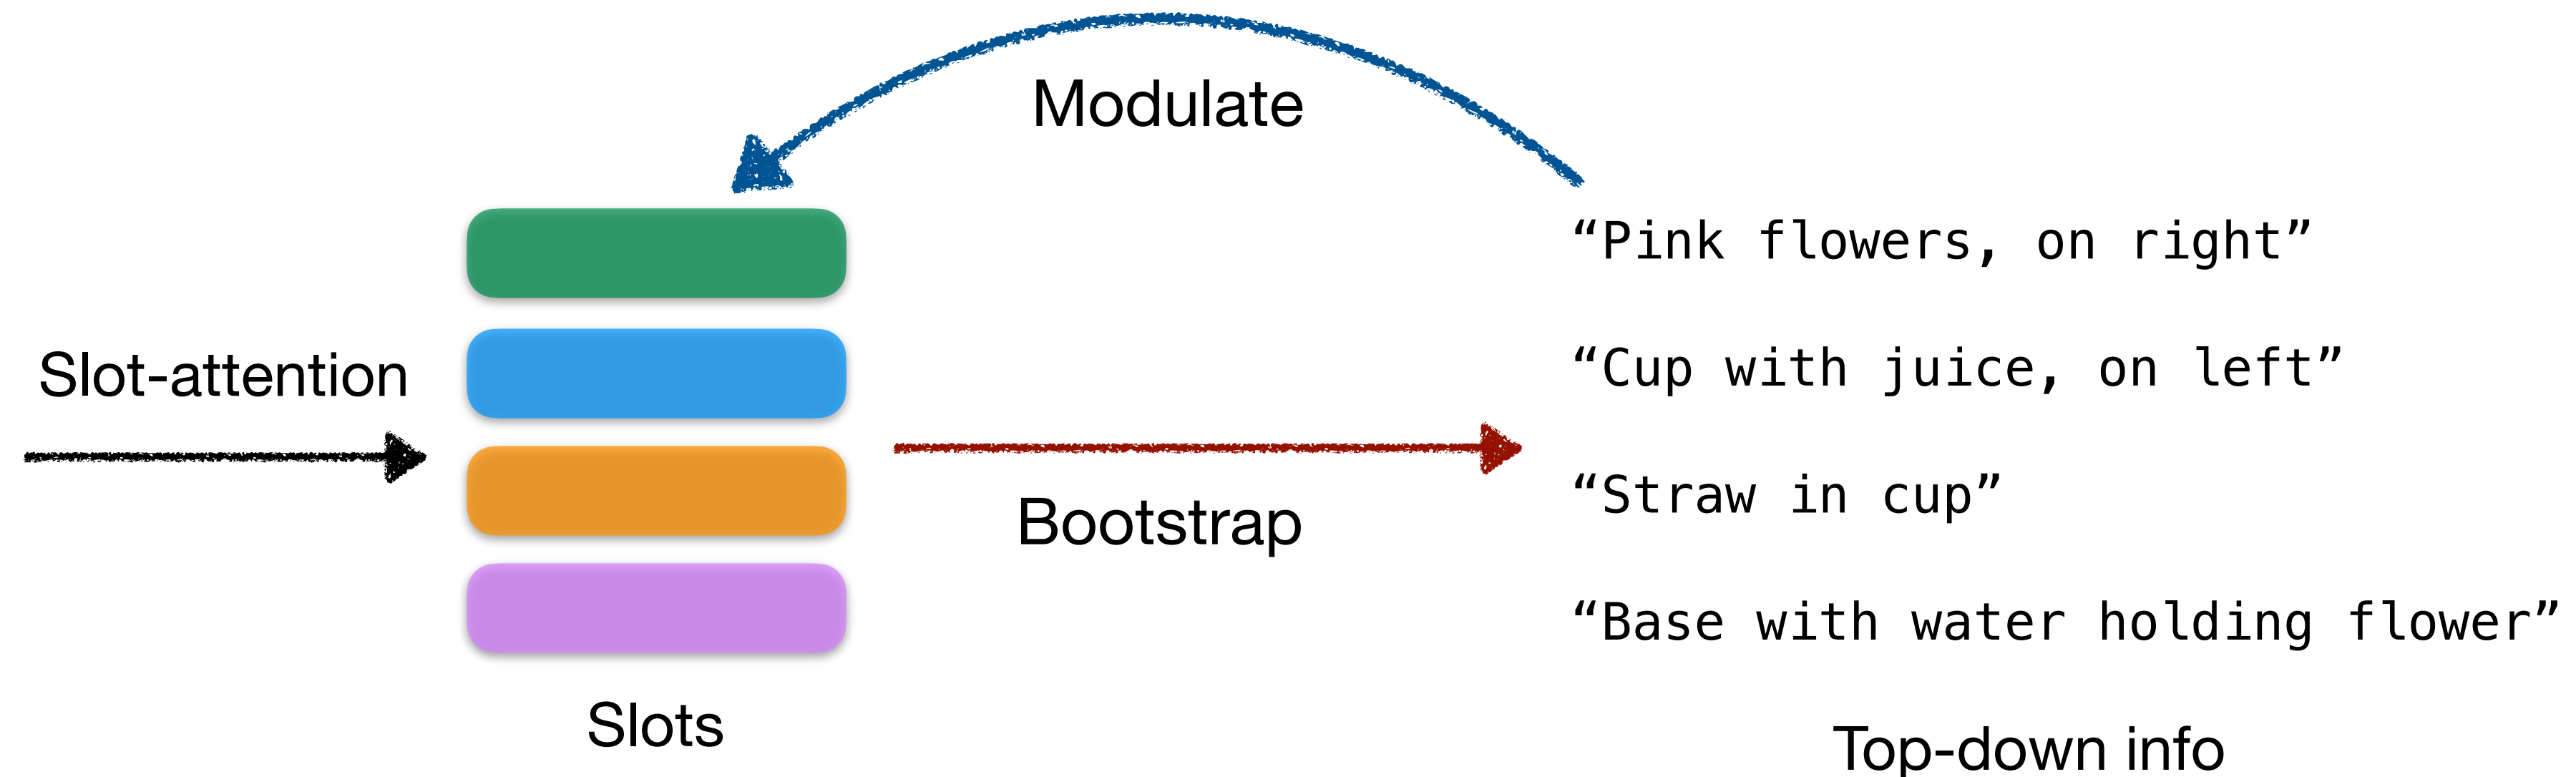 Modulate
“Pink flowers, on right”
Slot-attention
“Cup with juice, on left”
“Straw in cup”
Bootstrap
“Base with water holding flower”
Slots
Top-down info